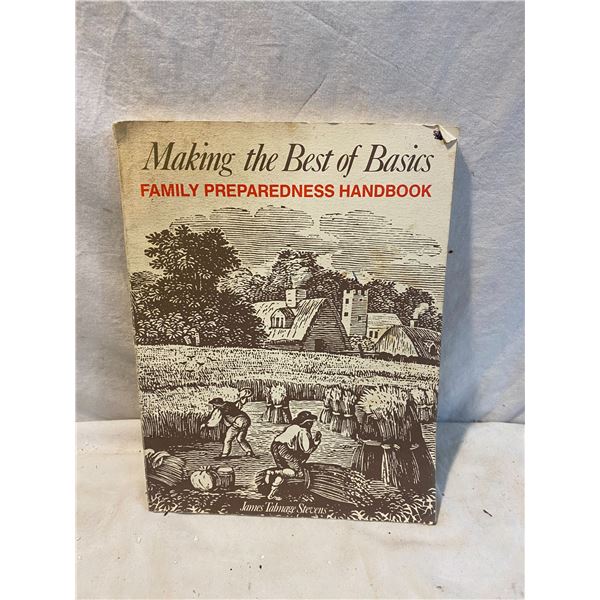 Making the Best of Basics
FAMILY PREPAREDNESS HANDBOOK
James Talmage Stevens